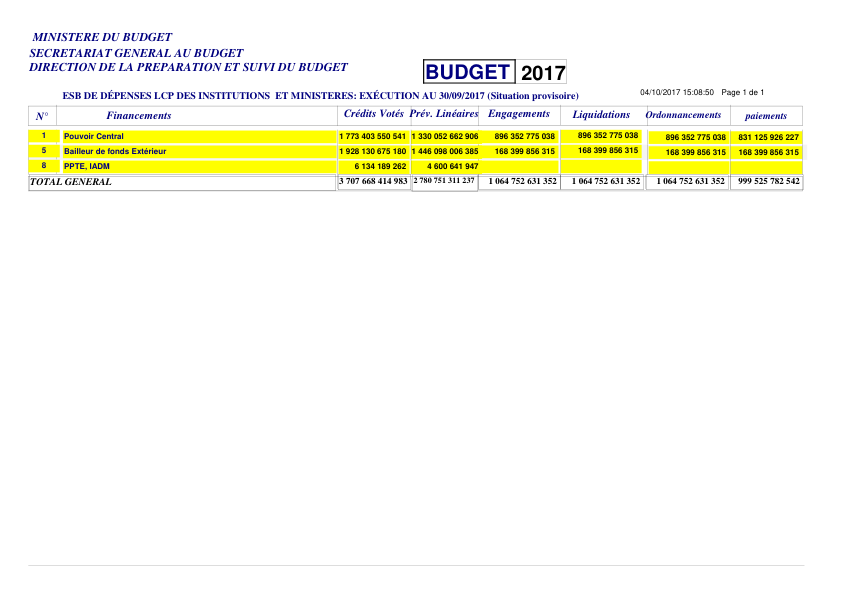 MINISTERE DU BUDGET
SECRETARIAT GENERAL AU BUDGET
DIRECTION DE LA PREPARATION ET SUIVI DU BUDGET
BUDGET 2017
ESB DE DÉPENSES LCP DES INSTITUTIONS ET MINISTERES: EXÉCUTION AU 30/09/2017 (Situation provisoire) 04/10/2017 15:08:50 Page 1 de 1
N° Financements Crédits Votés Prév. Linéaires Engagements Liquidations Ordonnancements paiements
1 Pouvoir Central 1 773 403 550 541 1 330 052 662 906 896 352 775 038 896 352 775 038 896 352 775 038 831 125 926 227
5 Bailleur de fonds Extérieur 1 928 130 675 180 1 446 098 006 385 168 399 856 315 168 399 856 315 168 399 856 315 168 399 856 315
8 PPTE, IADM 6 134 189 262 4 600 641 947
TOTAL GENERAL 3 707 668 414 983 2 780 751 311 237 1 064 752 631 352 1 064 752 631 352 1 064 752 631 352 999 525 782 542